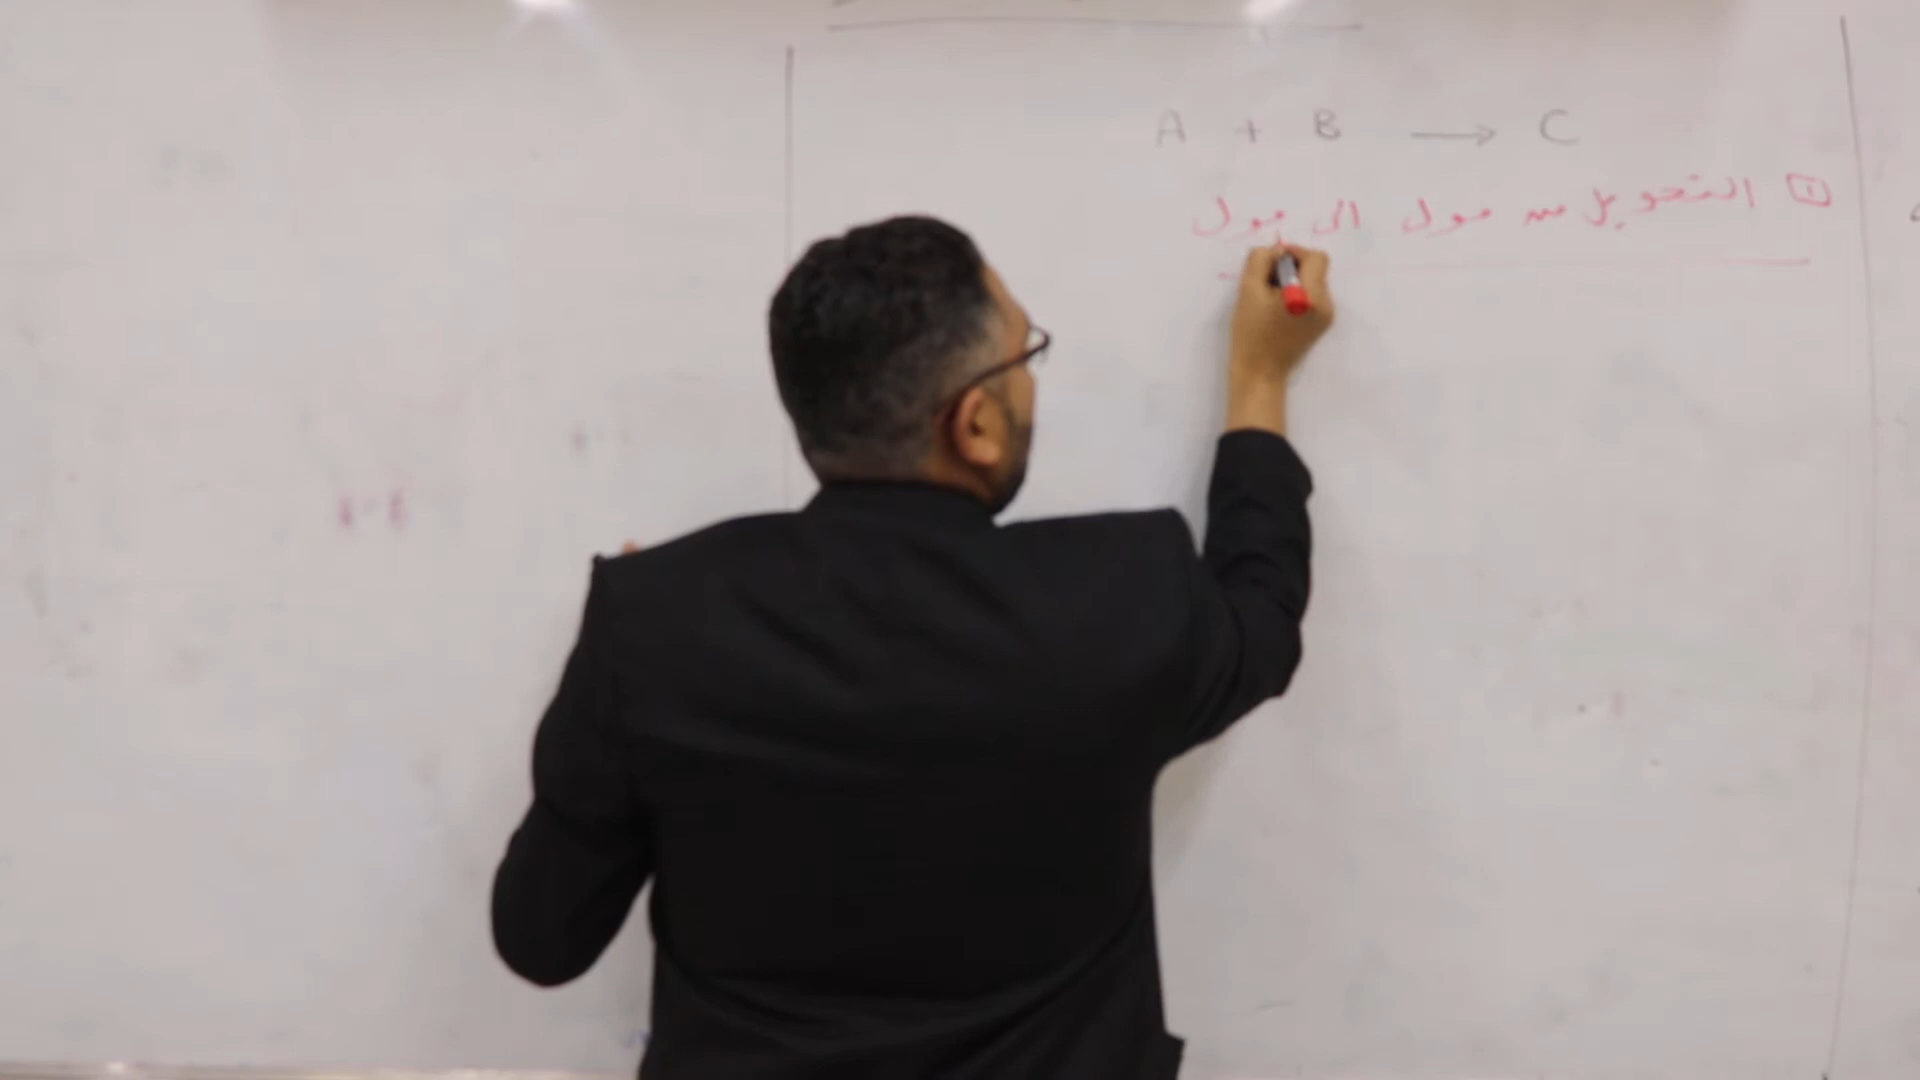 A + B → C
1 التحويل من مول الى مول